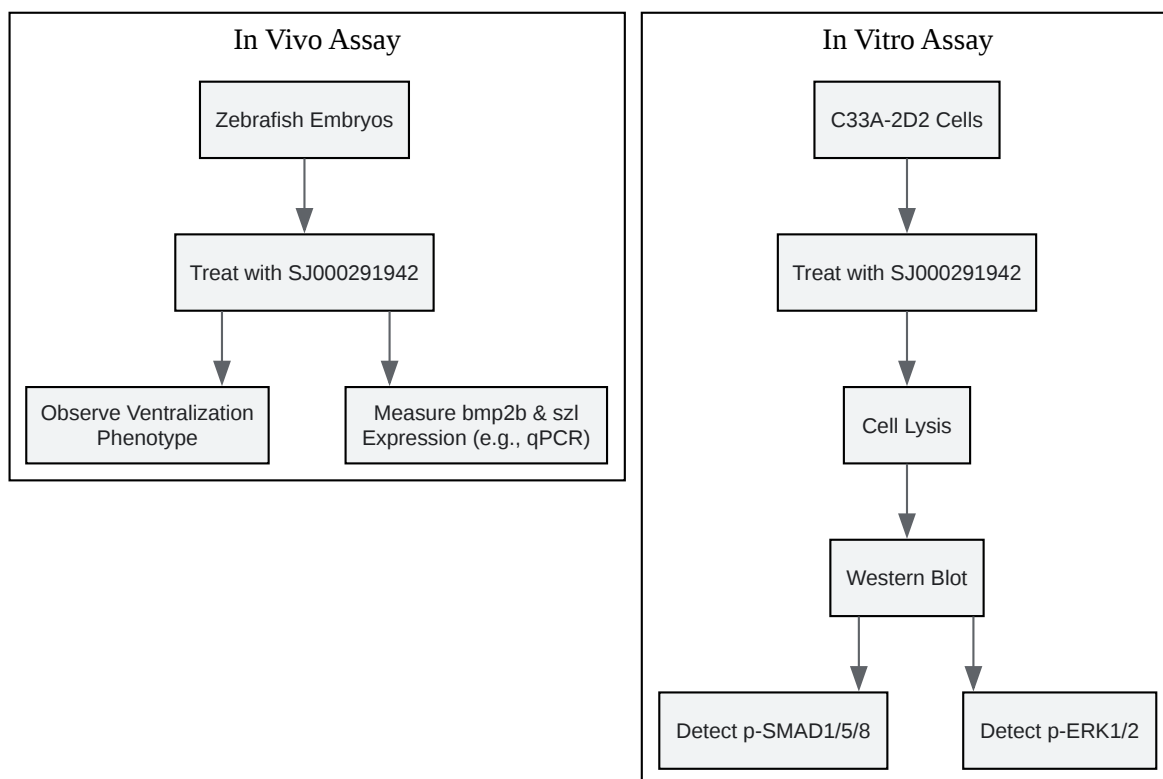 In Vivo Assay
Zebrafish Embryos
Treat with SJ000291942
Observe Ventralization
Phenotype
Measure bmp2b & szl
Expression (e.g., qPCR)
In Vitro Assay
C33A-2D2 Cells
Treat with SJ000291942
Cell Lysis
Western Blot
Detect p-SMAD1/5/8
Detect p-ERK1/2